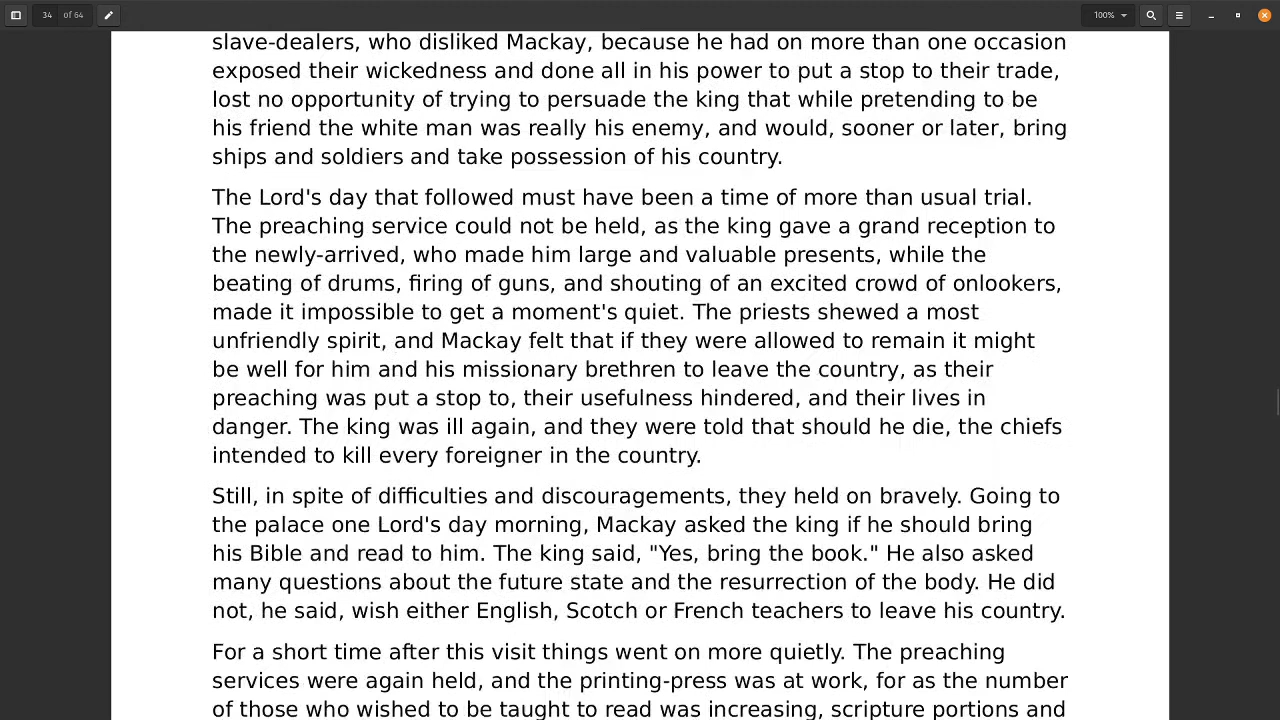 34 of 64
100%
slave-dealers, who disliked Mackay, because he had on more than one occasion
exposed their wickedness and done all in his power to put a stop to their trade,
lost no opportunity of trying to persuade the king that while pretending to be
his friend the white man was really his enemy, and would, sooner or later, bring
ships and soldiers and take possession of his country.
The Lord's day that followed must have been a time of more than usual trial.
The preaching service could not be held, as the king gave a grand reception to
the newly-arrived, who made him large and valuable presents, while the
beating of drums, firing of guns, and shouting of an excited crowd of onlookers,
made it impossible to get a moment's quiet. The priests shewed a most
unfriendly spirit, and Mackay felt that if they were allowed to remain it might
be well for him and his missionary brethren to leave the country, as their
preaching was put a stop to, their usefulness hindered, and their lives in
danger. The king was ill again, and they were told that should he die, the chiefs
intended to kill every foreigner in the country.
Still, in spite of difficulties and discouragements, they held on bravely. Going to
the palace one Lord's day morning, Mackay asked the king if he should bring
his Bible and read to him. The king said, "Yes, bring the book." He also asked
many questions about the future state and the resurrection of the body. He did
not, he said, wish either English, Scotch or French teachers to leave his country.
For a short time after this visit things went on more quietly. The preaching
services were again held, and the printing-press was at work, for as the number
of those who wished to be taught to read was increasing, scripture portions and